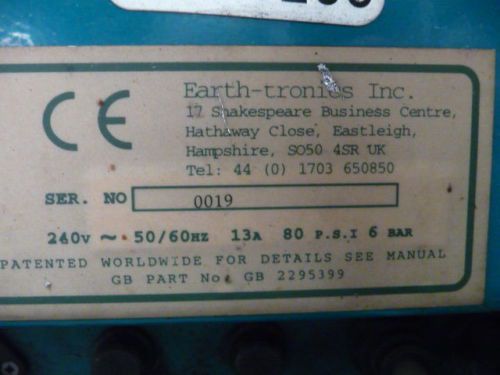 CE
Earth-tronics Inc.
17 Shakespeare Business Centre,
Hathaway Close, Eastleigh,
Hampshire, SO50 4SR UK
Tel: 44 (0) 1703 650850
SER. NO 0019
240V ~ 50/60HZ 13A 80 P.S.I 6 BAR
PATENTED WORLDWIDE FOR DETAILS SEE MANUAL
GB PART No: GB 2295399